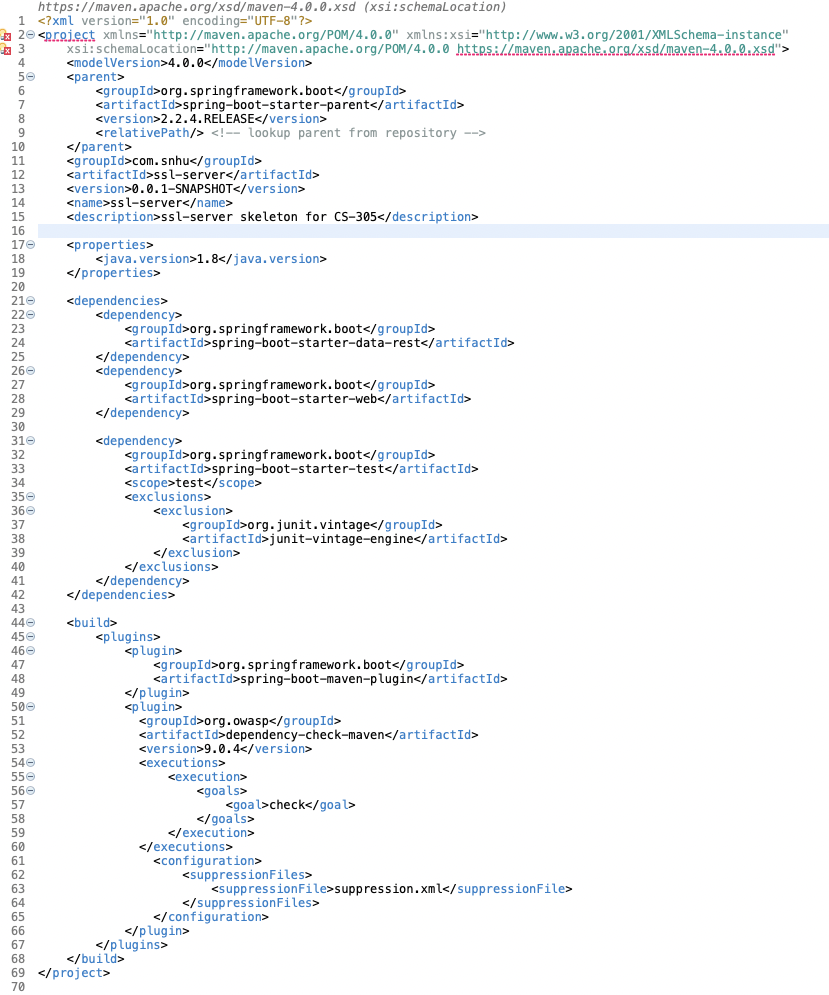 https://maven.apache.org/xsd/maven-4.0.0.xsd (xsi:schemaLocation)
1 <?xml version="1.0" encoding="UTF-8"?>
2 <project xmlns="http://maven.apache.org/POM/4.0.0" xmlns:xsi="http://www.w3.org/2001/XMLSchema-instance"
3     xsi:schemaLocation="http://maven.apache.org/POM/4.0.0 https://maven.apache.org/xsd/maven-4.0.0.xsd">
4     <modelVersion>4.0.0</modelVersion>
5     <parent>
6         <groupId>org.springframework.boot</groupId>
7         <artifactId>spring-boot-starter-parent</artifactId>
8         <version>2.2.4.RELEASE</version>
9         <relativePath/> <!-- lookup parent from repository -->
10     </parent>
11     <groupId>com.snhu</groupId>
12     <artifactId>ssl-server</artifactId>
13     <version>0.0.1-SNAPSHOT</version>
14     <name>ssl-server</name>
15     <description>ssl-server skeleton for CS-305</description>
16
17     <properties>
18         <java.version>1.8</java.version>
19     </properties>
20
21     <dependencies>
22         <dependency>
23             <groupId>org.springframework.boot</groupId>
24             <artifactId>spring-boot-starter-data-rest</artifactId>
25         </dependency>
26         <dependency>
27             <groupId>org.springframework.boot</groupId>
28             <artifactId>spring-boot-starter-web</artifactId>
29         </dependency>
30
31         <dependency>
32             <groupId>org.springframework.boot</groupId>
33             <artifactId>spring-boot-starter-test</artifactId>
34             <scope>test</scope>
35             <exclusions>
36                 <exclusion>
37                     <groupId>org.junit.vintage</groupId>
38                     <artifactId>junit-vintage-engine</artifactId>
39                 </exclusion>
40             </exclusions>
41         </dependency>
42     </dependencies>
43
44     <build>
45         <plugins>
46             <plugin>
47                 <groupId>org.springframework.boot</groupId>
48                 <artifactId>spring-boot-maven-plugin</artifactId>
49             </plugin>
50             <plugin>
51               <groupId>org.owasp</groupId>
52               <artifactId>dependency-check-maven</artifactId>
53               <version>9.0.4</version>
54               <executions>
55                   <execution>
56                       <goals>
57                           <goal>check</goal>
58                       </goals>
59                   </execution>
60               </executions>
61                 <configuration>
62                     <suppressionFiles>
63                         <suppressionFile>suppression.xml</suppressionFile>
64                     </suppressionFiles>
65                 </configuration>
66             </plugin>
67         </plugins>
68     </build>
69 </project>
70